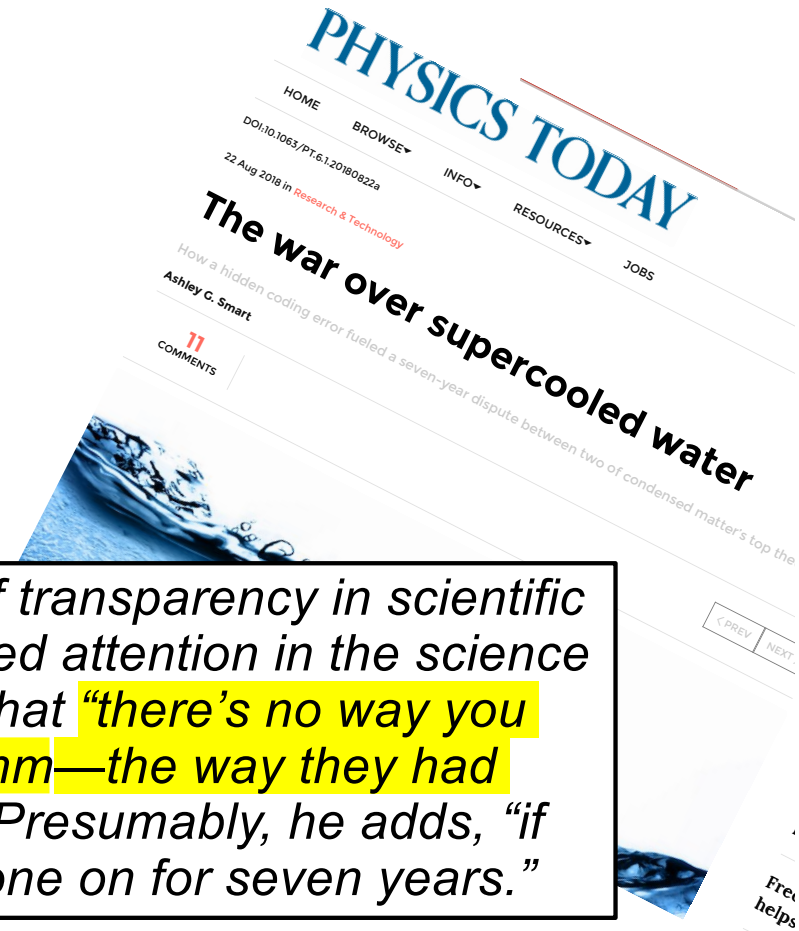 PHYSICS TODAY
HOME BROWSE▾ INFO▾ RESOURCES▾ JOBS
DOI:10.1063/PT.6.1.20180822a
22 Aug 2018 in Research & Technology
The war over supercooled water
How a hidden coding error fueled a seven-year dispute between two of condensed matter's top the
Ashley G. Smart
11
COMMENTS
< PREV NEXT
f transparency in scientific
ed attention in the science
hat “there’s no way you
hm—the way they had
Presumably, he adds, “if
one on for seven years.”
Free
helps